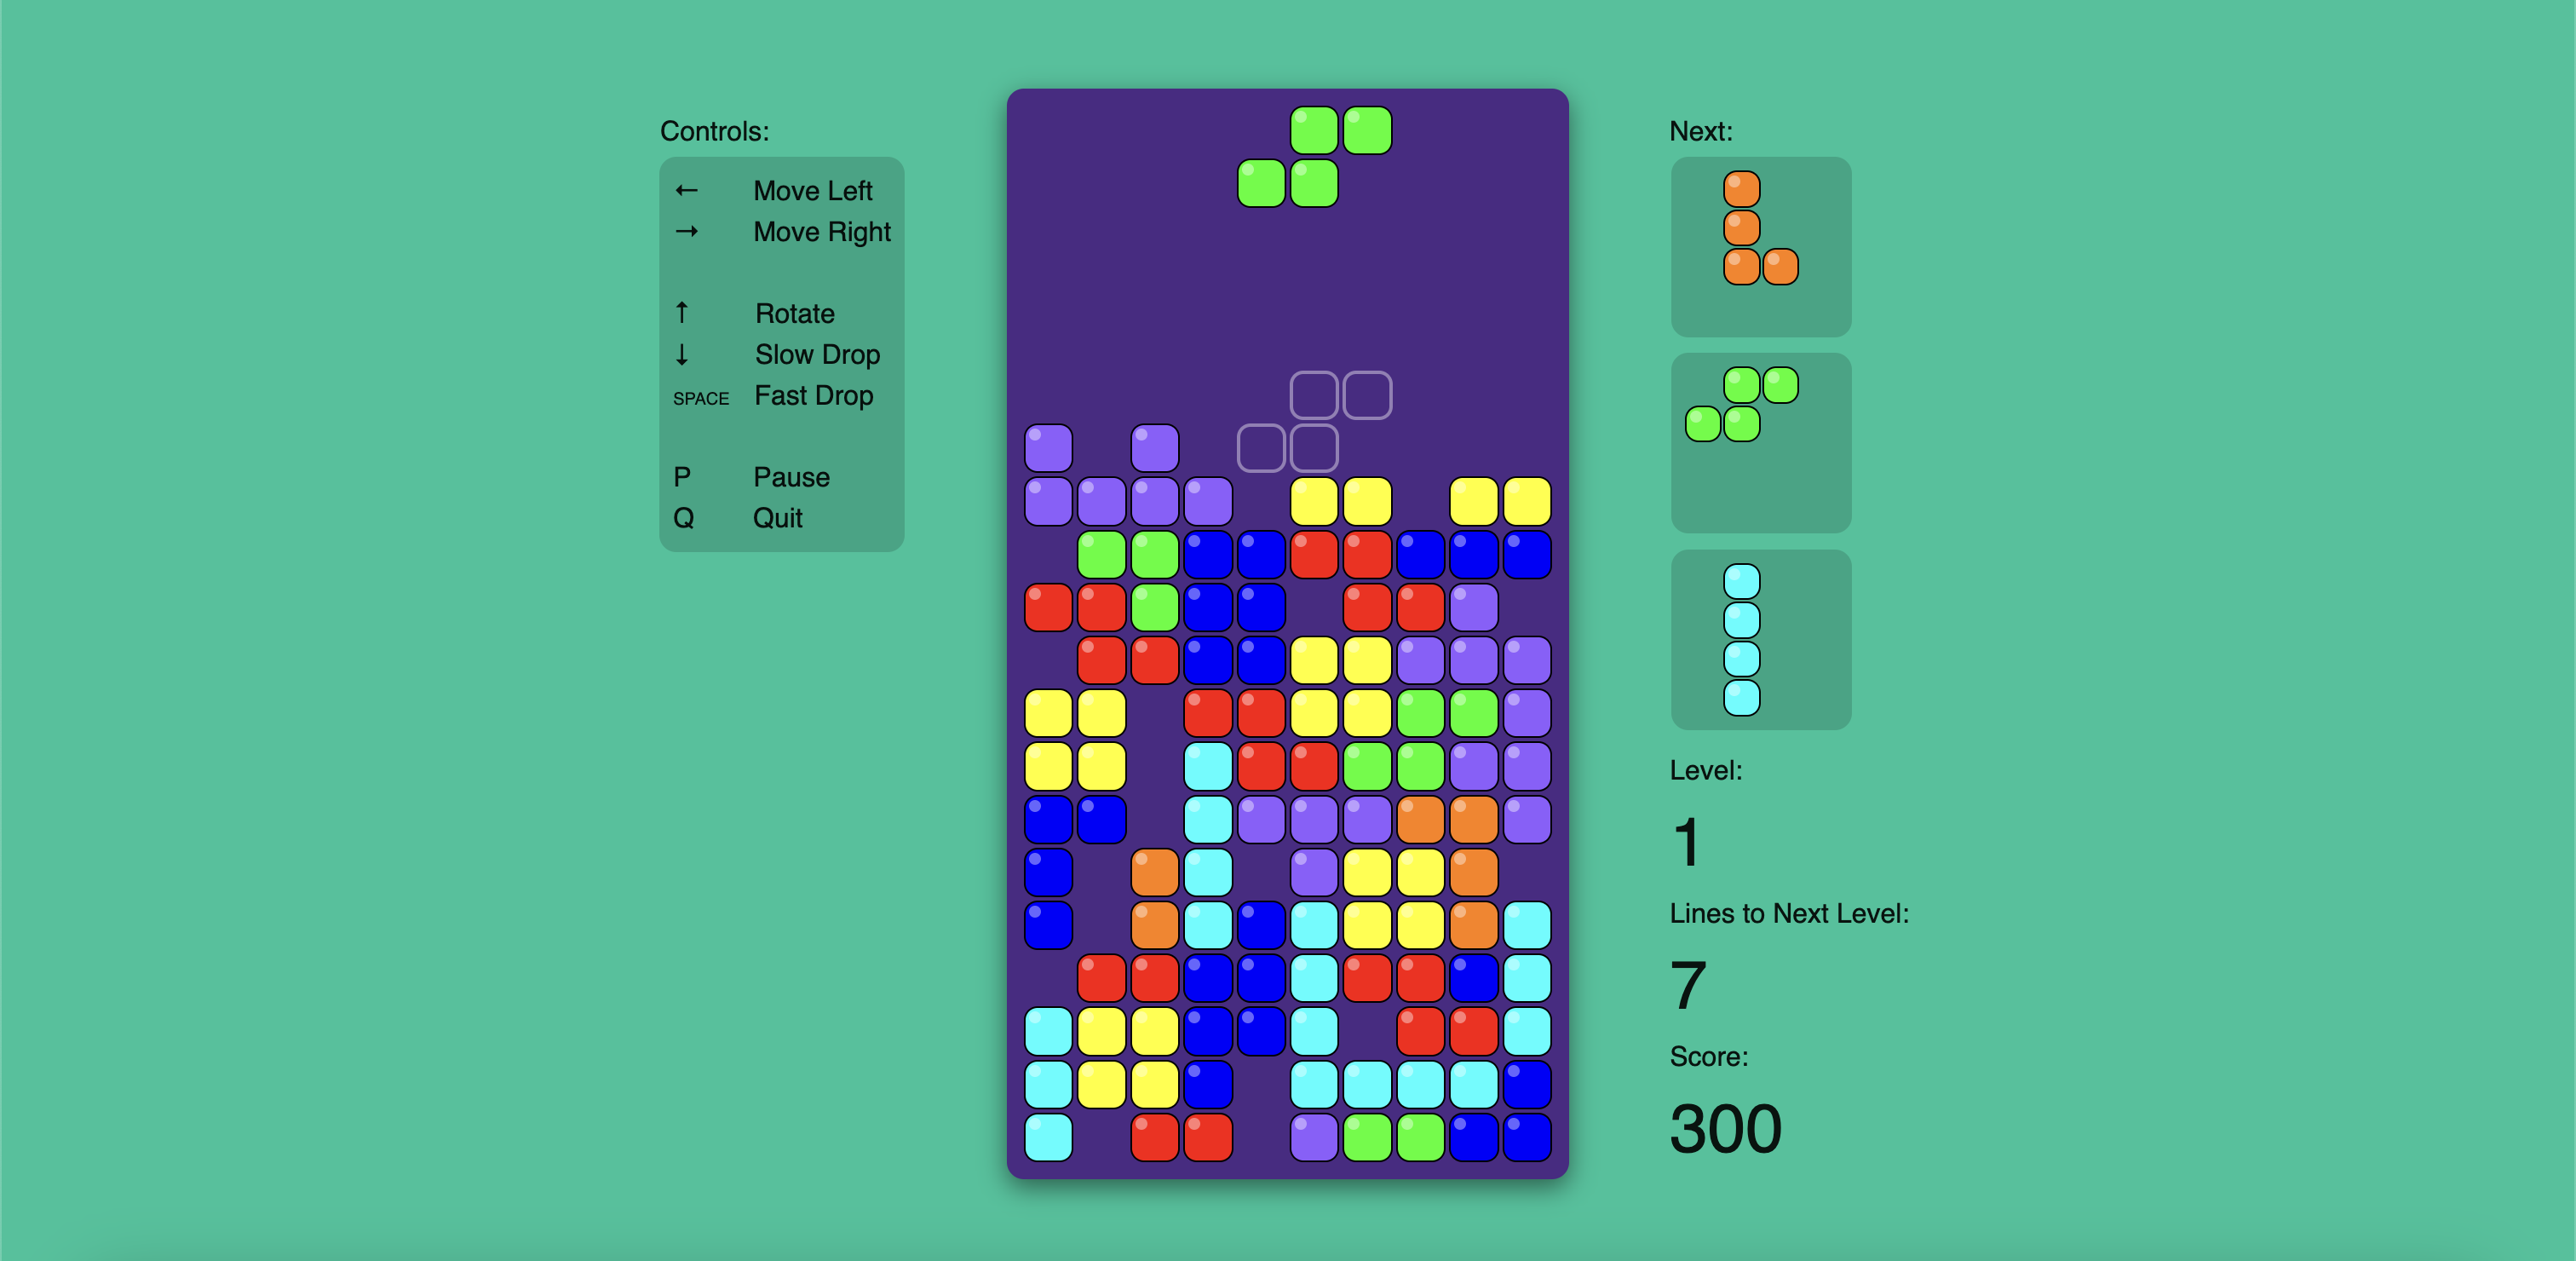 Controls:
← Move Left
→ Move Right
↑ Rotate
↓ Slow Drop
SPACE Fast Drop
P Pause
Q Quit
Next:
Level:
1
Lines to Next Level:
7
Score:
300